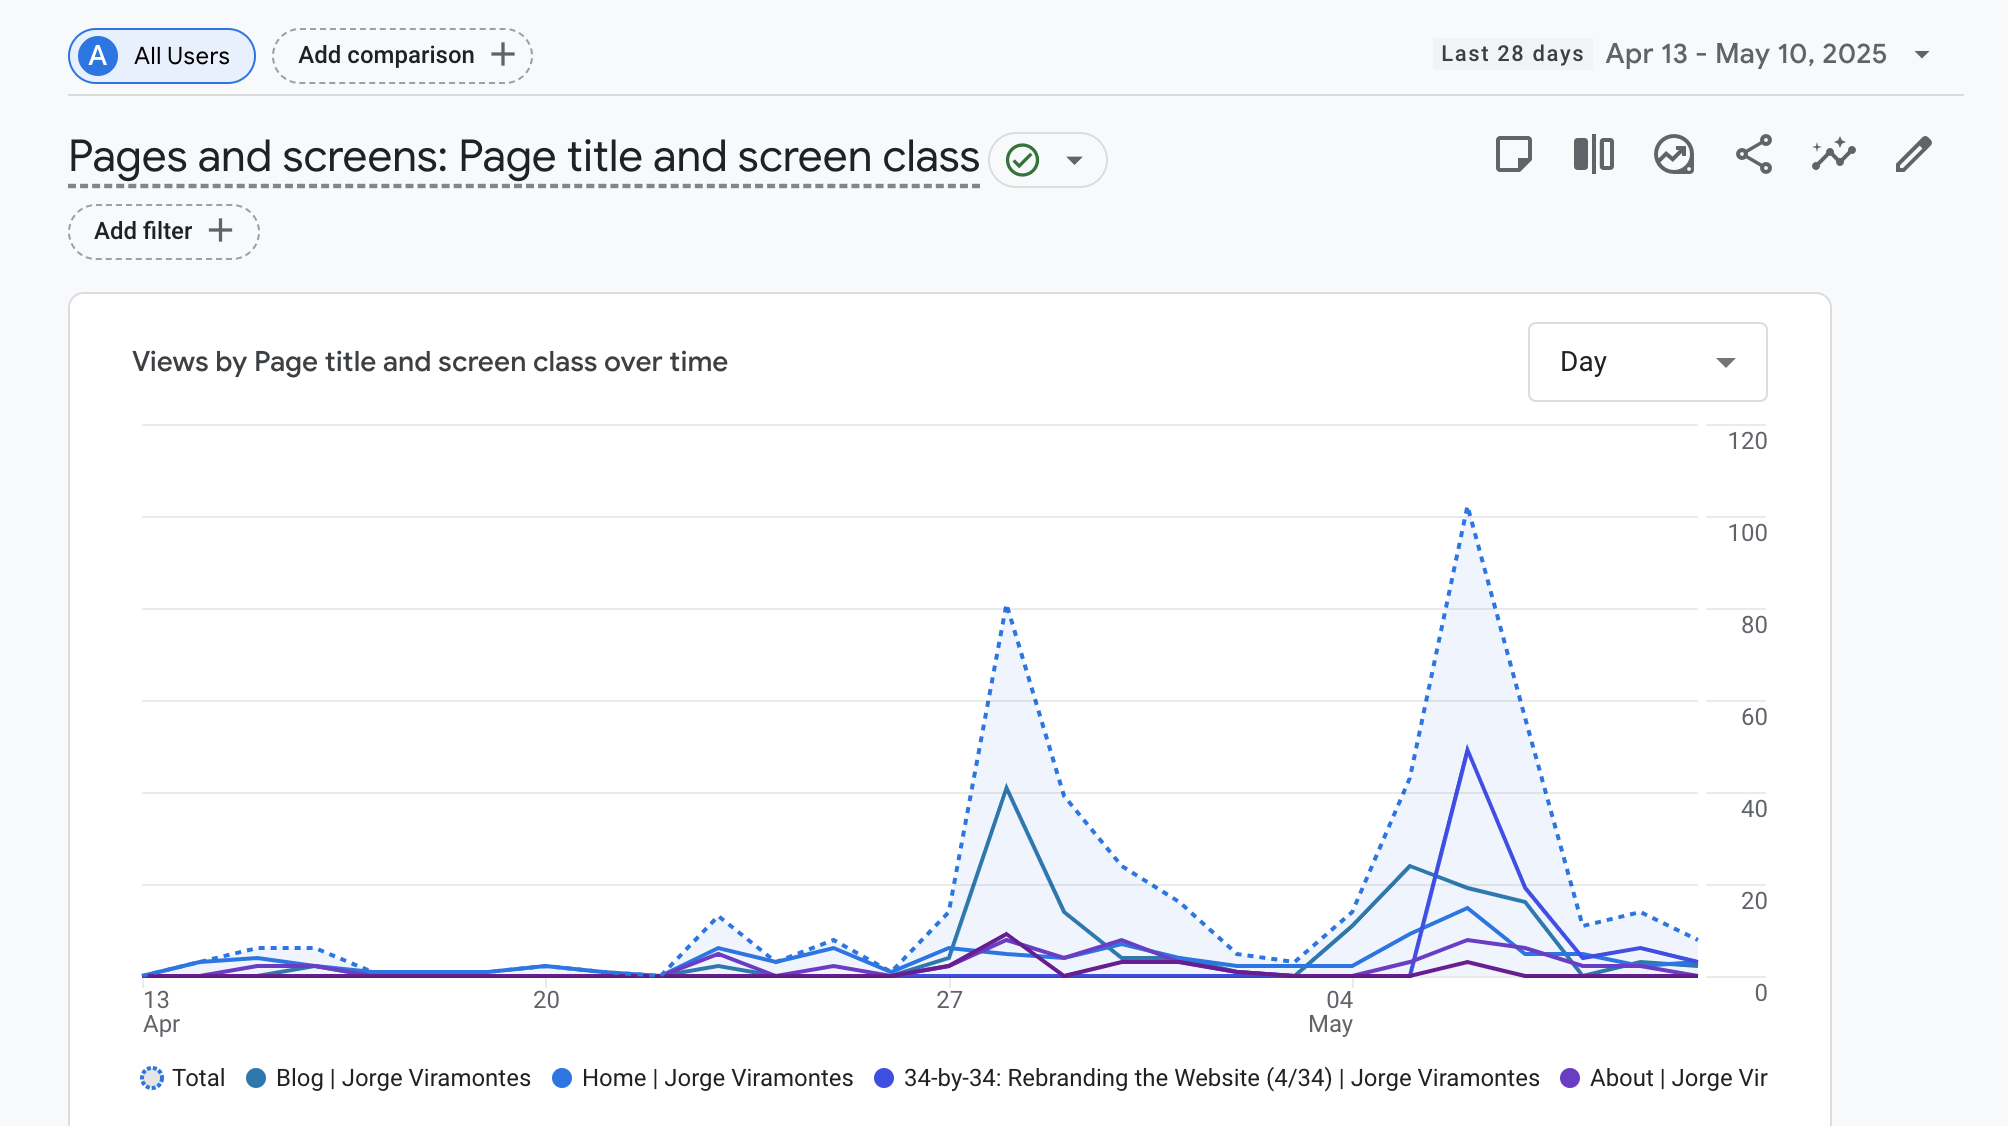 A All Users
Add comparison
Last 28 days Apr 13 - May 10, 2025
Pages and screens: Page title and screen class
Add filter
Views by Page title and screen class over time
Day
120
100
80
60
40
20
0
13 20 27 04
Apr May
Total Blog | Jorge Viramontes Home | Jorge Viramontes 34-by-34: Rebranding the Website (4/34) | Jorge Viramontes About | Jorge Vir